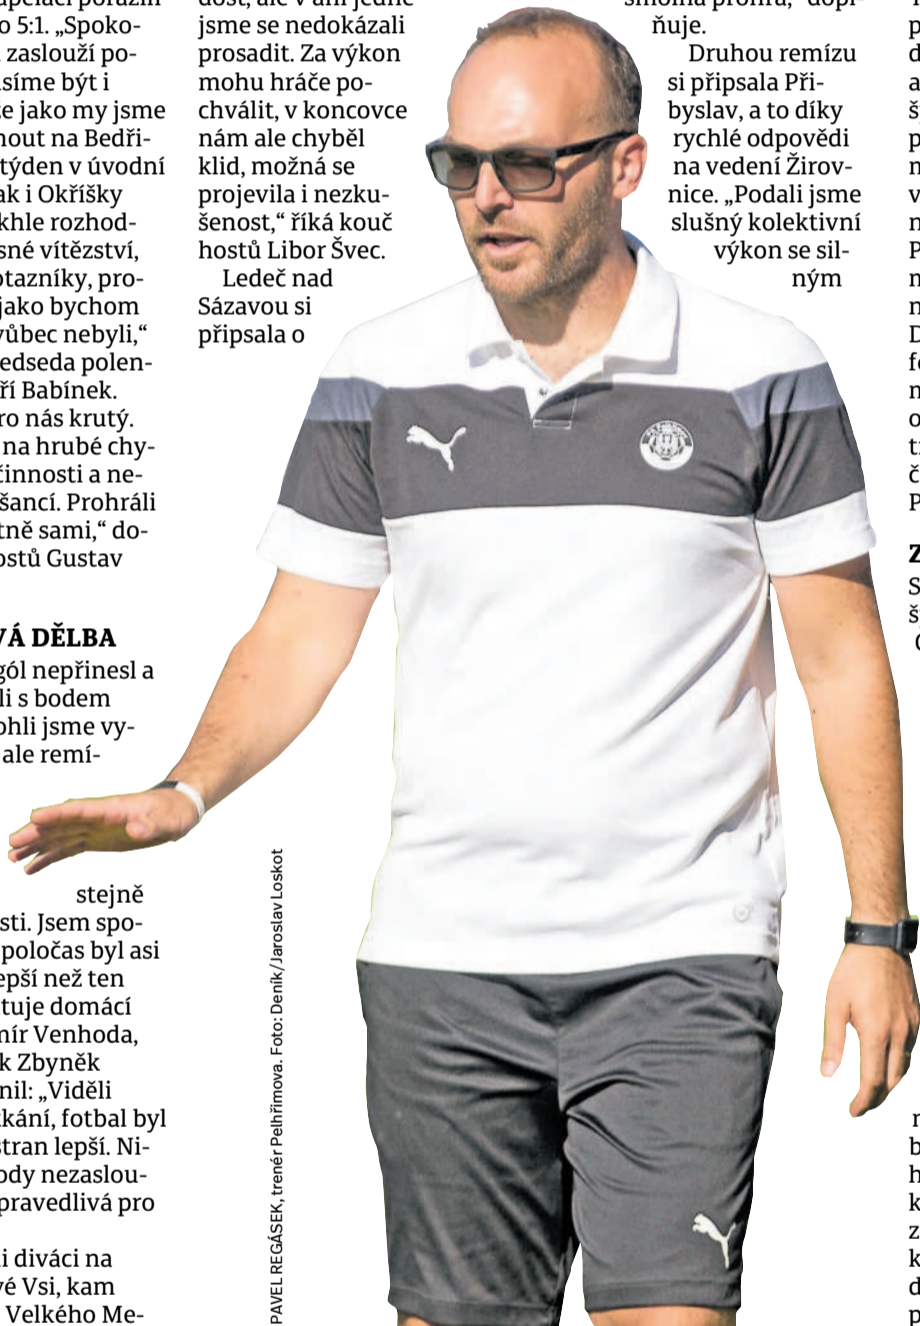 o 5:1. „Spoko-
zaslouží po-
síme být i
že jako my jsme
nout na Bedři-
týden v úvodní
ak i Okříšky
khle rozhod-
sné vítězství,
otazníky, pro-
jako bychom
vůbec nebyli,“
edseda polen-
ří Babínek.
ro nás krutý.
na hrubé chy-
činnosti a ne-
šancí. Prohráli
tně sami,“ do-
ostů Gustav
VÁ DĚLBA
gól nepřinesl a
li s bodem
ohli jsme vy-
ale remí-
stejně
sti. Jsem spo-
poločas byl asi
epší než ten
tuje domácí
mír Venhoda,
k Zbyněk
nil: „Viděli
kání, fotbal byl
stran lepší. Ni-
ody nezaslou-
pravedlivá pro
i diváci na
vé Vsi, kam
Velkého Me-
jsme se nedokázali
prosadit. Za výkon
mohu hráče po-
chválit, v koncovce
nám ale chyběl
klid, možná se
projevila i nezku-
šenost,“ říká kouč
hostů Libor Švec.
Ledeč nad
Sázavou si
připsala o
PAVEL REGÁSEK, trenér Pelhřimova. Foto: Deník/Jaroslav Loskot
ňuje.
Druhou remízu
si připsala Při-
byslav, a to díky
rychlé odpovědi
na vedení Žirov-
nice. „Podali jsme
slušný kolektivní
výkon se sil-
ným